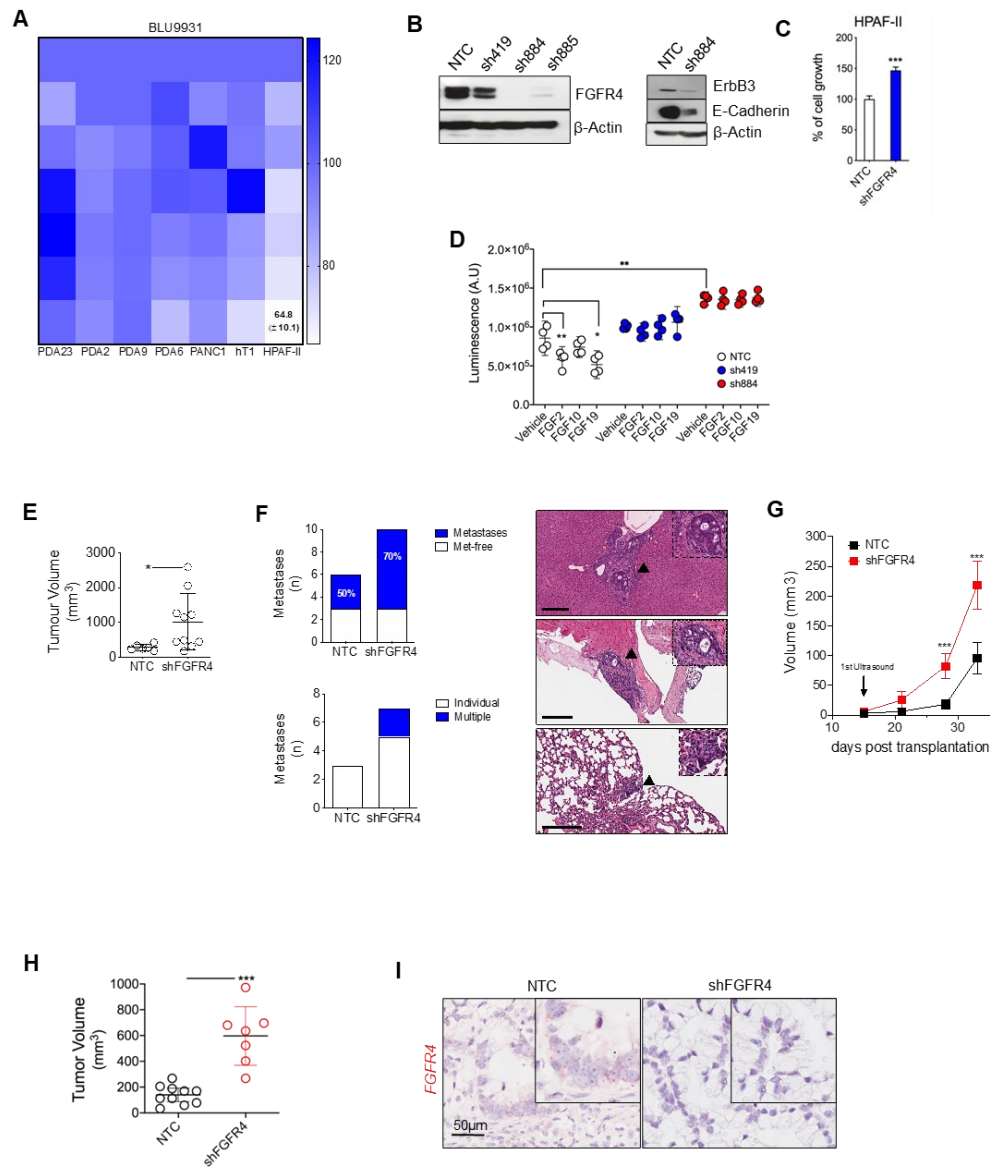 A
BLU9931
120
100
80
64.8
(± 10.1)
PDA23 PDA2 PDA9 PDA6 PANC1 hT1 HPAF-II
B
NTC sh419 sh884 sh885
FGFR4
β-Actin
NTC sh884
ErbB3
E-Cadherin
β-Actin
C
HPAF-II
% of cell growth
200
150
100
50
0
***
NTC shFGFR4
D
Luminescence (A.U)
2.0×10⁶
1.5×10⁶
1.0×10⁶
5.0×10⁵
0.0
**
**
*
NTC
sh419
sh884
Vehicle FGF2 FGF10 FGF19 Vehicle FGF2 FGF10 FGF19 Vehicle FGF2 FGF10 FGF19
E
Tumour Volume
(mm³)
3000
2000
1000
0
*
NTC shFGFR4
F
Metastases
(n)
10
8
6
4
2
0
50%
70%
Metastases
Met-free
NTC shFGFR4
Metastases
(n)
8
6
4
2
0
Individual
Multiple
NTC shFGFR4
G
Volume (mm3)
300
250
200
150
100
50
0
NTC
shFGFR4
***
***
1st Ultrasound
10 20 30
days post transplantation
H
Tumor Volume
(mm³)
1000
800
600
400
200
0
***
NTC shFGFR4
I
NTC shFGFR4
FGFR4
50µm